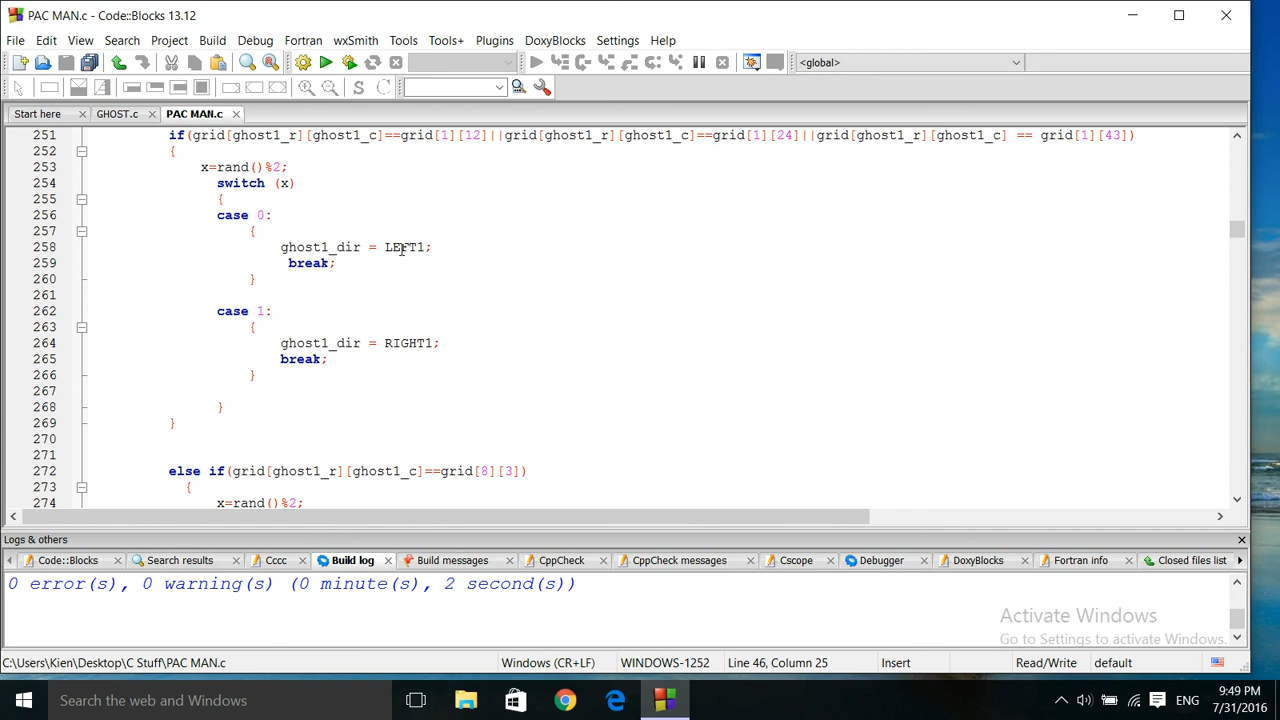 PAC MAN.c - Code::Blocks 13.12
File Edit View Search Project Build Debug Fortran wxSmith Tools Tools+ Plugins DoxyBlocks Settings Help
<global>
S C
Start here GHOST.c PAC MAN.c
251 if(grid[ghost1_r][ghost1_c]==grid[1][12]||grid[ghost1_r][ghost1_c]==grid[1][24]||grid[ghost1_r][ghost1_c] == grid[1][43])
252 {
253 x=rand()%2;
254 switch (x)
255 {
256 case 0:
257 {
258 ghost1_dir = LEFT1;
259 break;
260 }
261
262 case 1:
263 {
264 ghost1_dir = RIGHT1;
265 break;
266 }
267
268 }
269 }
270
271
272 else if(grid[ghost1_r][ghost1_c]==grid[8][3])
273 {
274 x=rand()%2;
Logs & others
Code::Blocks Search results Cccc Build log Build messages CppCheck CppCheck messages Cscope Debugger DoxyBlocks Fortran info Closed files list
0 error(s), 0 warning(s) (0 minute(s), 2 second(s))
Activate Windows
Go to Settings to activate Windows.
C:\Users\Kien\Desktop\C Stuff\PAC MAN.c Windows (CR+LF) WINDOWS-1252 Line 46, Column 25 Insert Read/Write default
Search the web and Windows
ENG
9:49 PM
7/31/2016